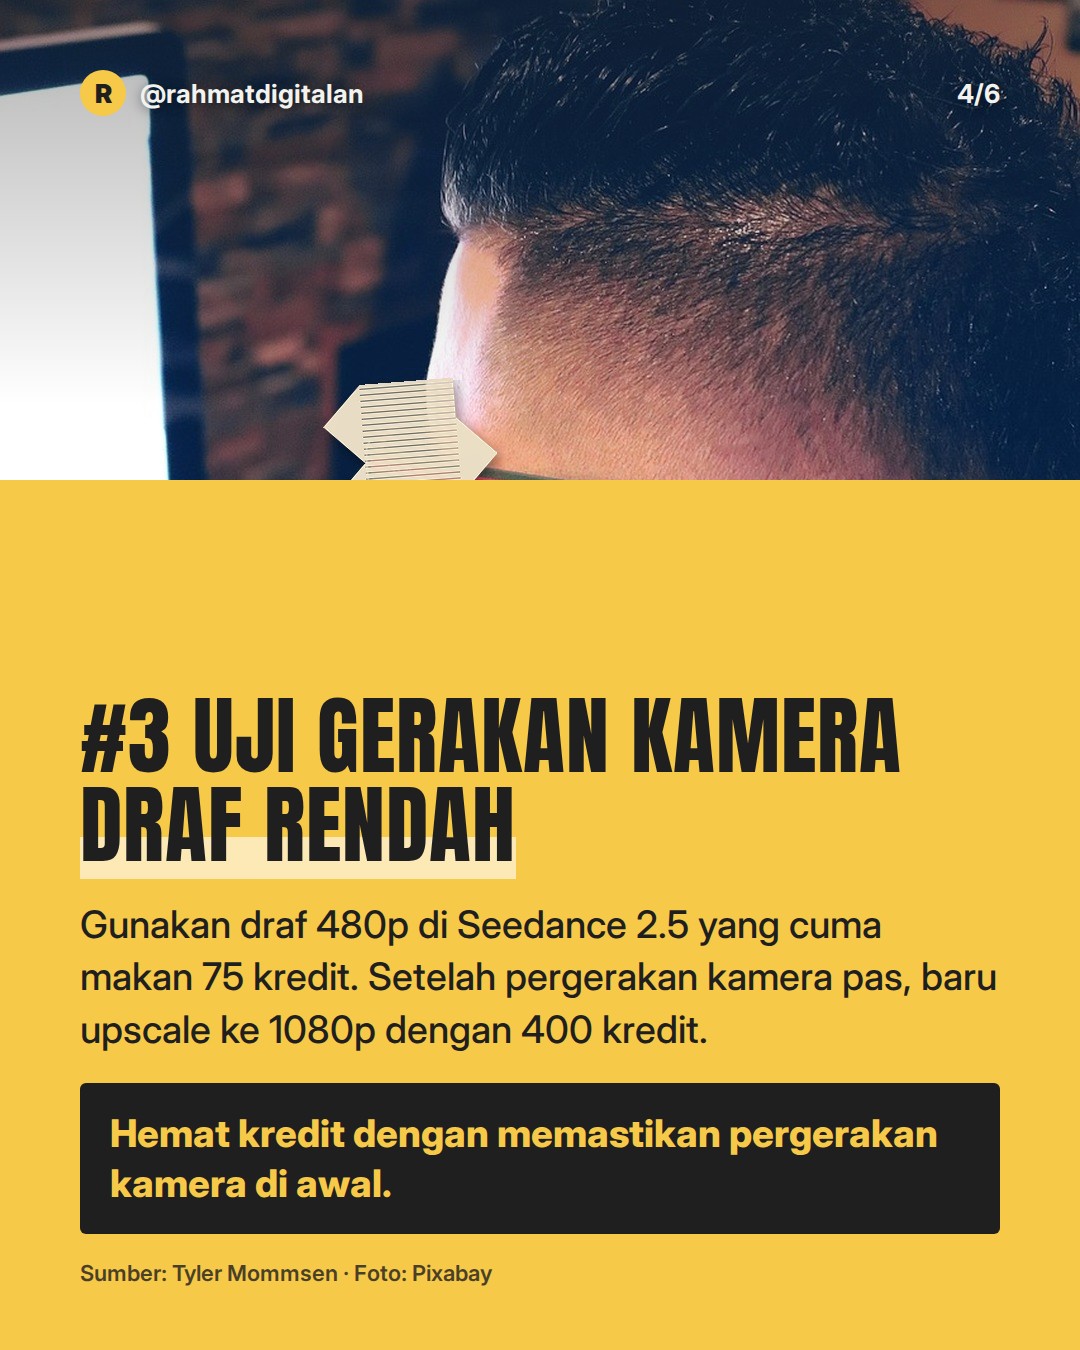 R @rahmatdigitalan 4/6
#3 UJI GERAKAN KAMERA
DRAF RENDAH
Gunakan draf 480p di Seedance 2.5 yang cuma
makan 75 kredit. Setelah pergerakan kamera pas, baru
upscale ke 1080p dengan 400 kredit.
Hemat kredit dengan memastikan pergerakan
kamera di awal.
Sumber: Tyler Mommsen · Foto: Pixabay